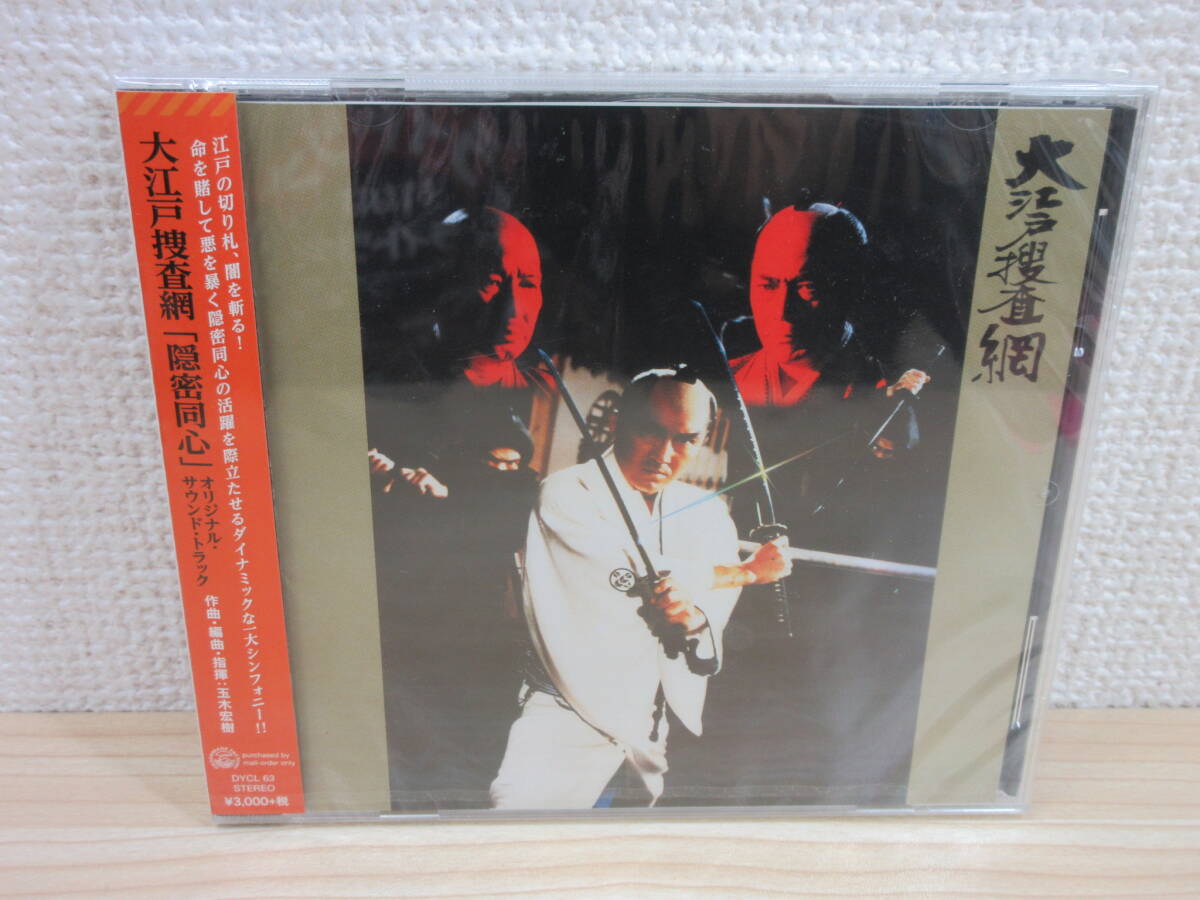 江戸の切り札、闇を斬る!
命を賭して悪を暴く隠密同心の活躍を際立たせるダイナミックな一大シンフォニー!!
大江戸捜査網「隠密同心」
オリジナル・
サウンド・トラック
作曲・編曲・指揮:玉木宏樹
purchased by
mail-order only
DYCL 63
STEREO
¥3,000+税
大江戸捜査網